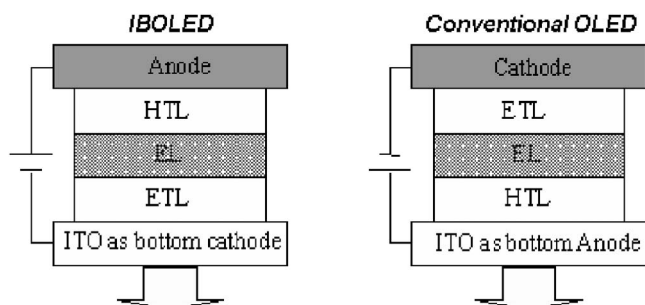 IBOLED
Anode
HTL
EL
ETL
ITO as bottom cathode
Conventional OLED
Cathode
ETL
EL
HTL
ITO as bottom Anode